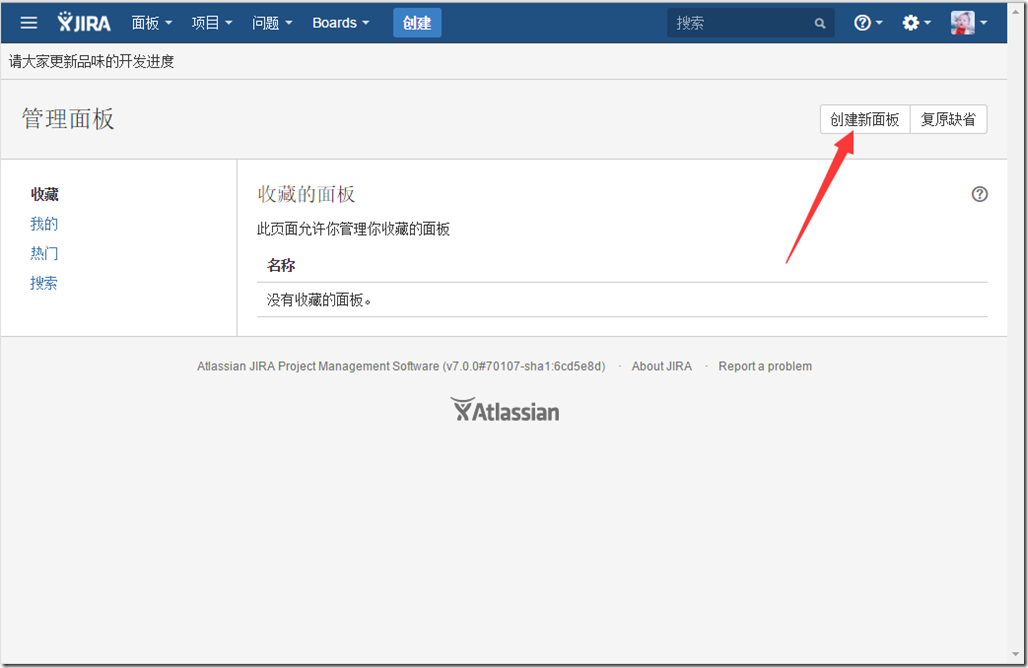 JIRA 面板 项目 问题 Boards 创建 搜索
请大家更新品味的开发进度
管理面板 创建新面板 复原缺省
收藏
我的
热门
搜索
收藏的面板
此页面允许你管理你收藏的面板
名称
没有收藏的面板。
Atlassian JIRA Project Management Software (v7.0.0#70107-sha1:6cd5e8d) · About JIRA · Report a problem
Atlassian